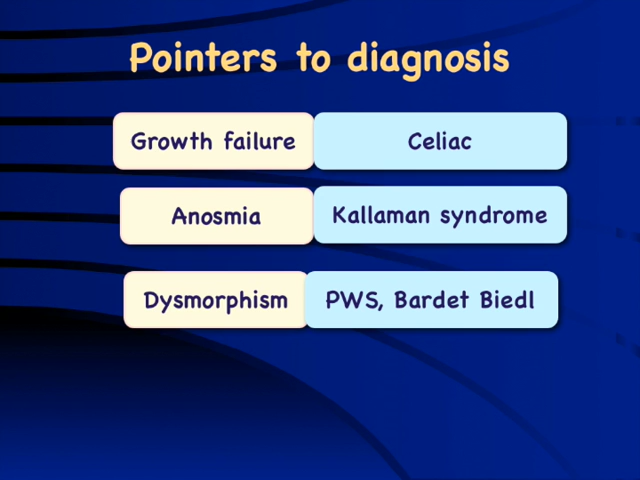 Pointers to diagnosis
Growth failure Celiac
Anosmia Kallaman syndrome
Dysmorphism PWS, Bardet Biedl